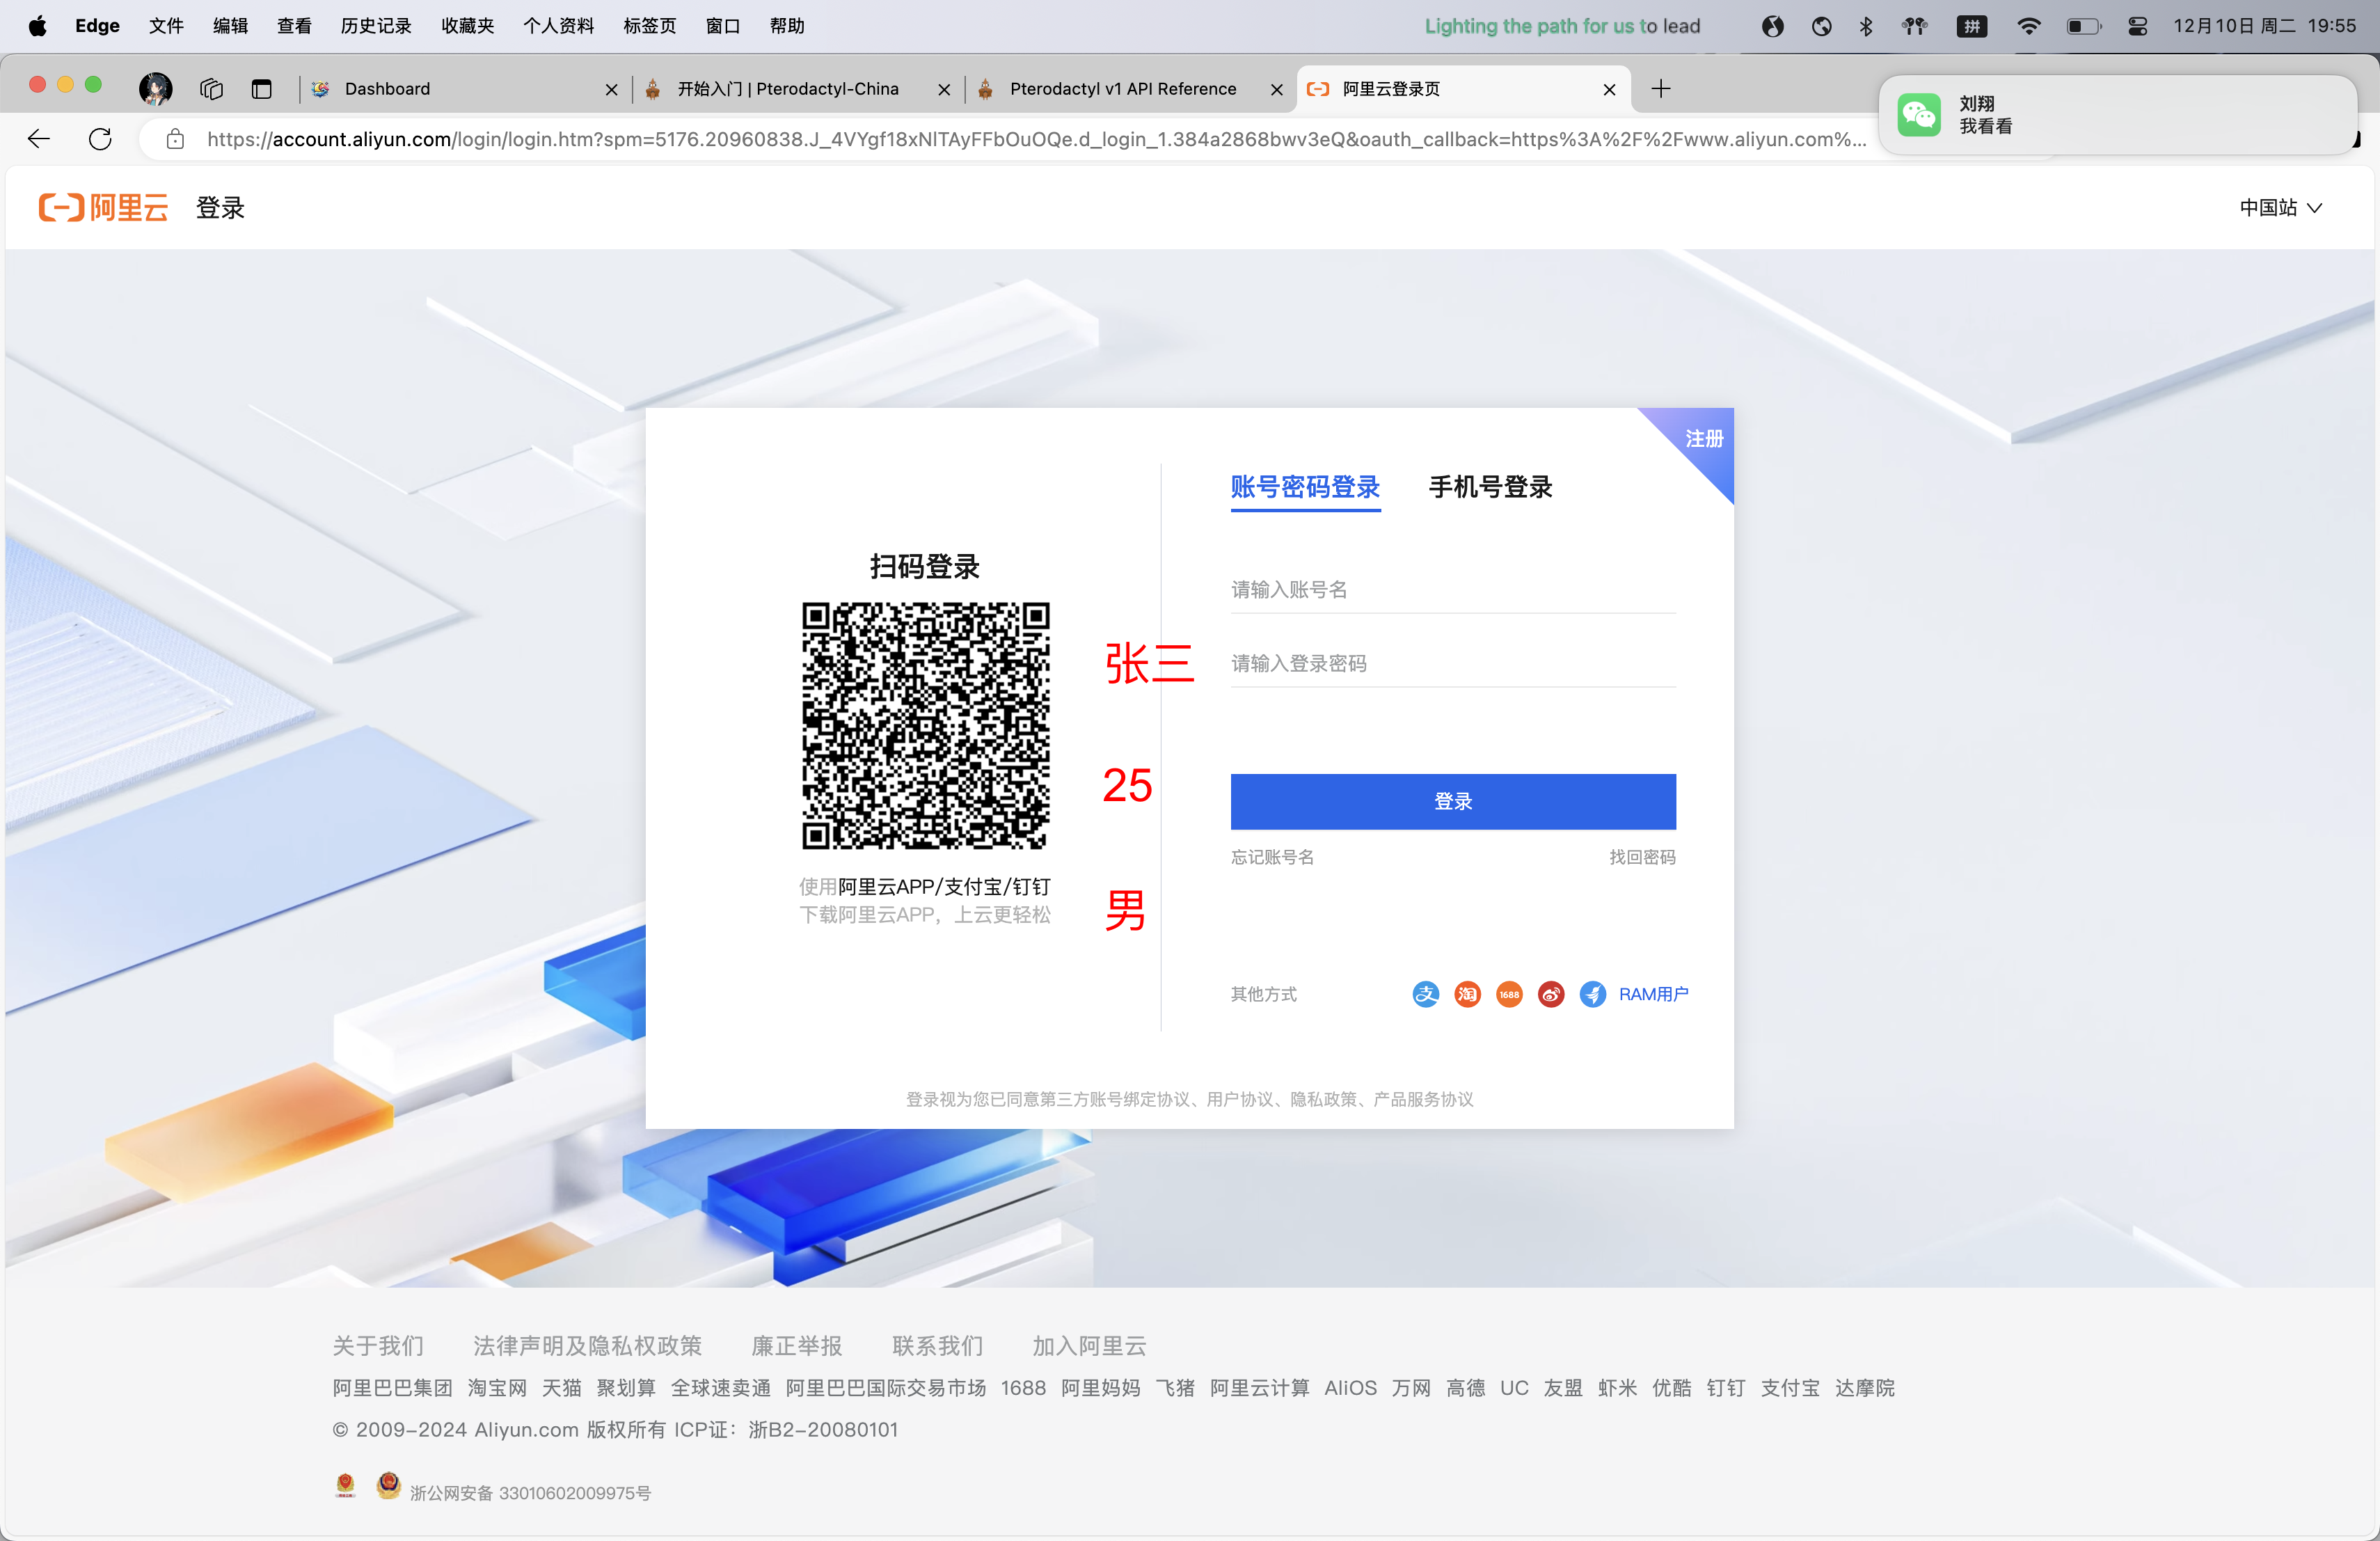 Edge 文件 编辑 查看 历史记录 收藏夹 个人资料 标签页 窗口 帮助 Lighting the path for us to lead 拼 12月10日 周二 19:55
Dashboard 开始入门 | Pterodactyl-China Pterodactyl v1 API Reference 阿里云登录页
刘翔
我看看
https://account.aliyun.com/login/login.htm?spm=5176.20960838.J_4VYgf18xNlTAyFFbOuOQe.d_login_1.384a2868bwv3eQ&oauth_callback=https%3A%2F%2Fwww.aliyun.com%...
阿里云 登录 中国站
注册
账号密码登录 手机号登录
扫码登录
请输入账号名
张三
请输入登录密码
25
登录
忘记账号名 找回密码
使用阿里云APP/支付宝/钉钉
下载阿里云APP，上云更轻松
男
其他方式 支 淘 1688 RAM用户
登录视为您已同意第三方账号绑定协议、用户协议、隐私政策、产品服务协议
关于我们 法律声明及隐私权政策 廉正举报 联系我们 加入阿里云
阿里巴巴集团 淘宝网 天猫 聚划算 全球速卖通 阿里巴巴国际交易市场 1688 阿里妈妈 飞猪 阿里云计算 AliOS 万网 高德 UC 友盟 虾米 优酷 钉钉 支付宝 达摩院
© 2009-2024 Aliyun.com 版权所有 ICP证：浙B2-20080101
浙公网安备 33010602009975号